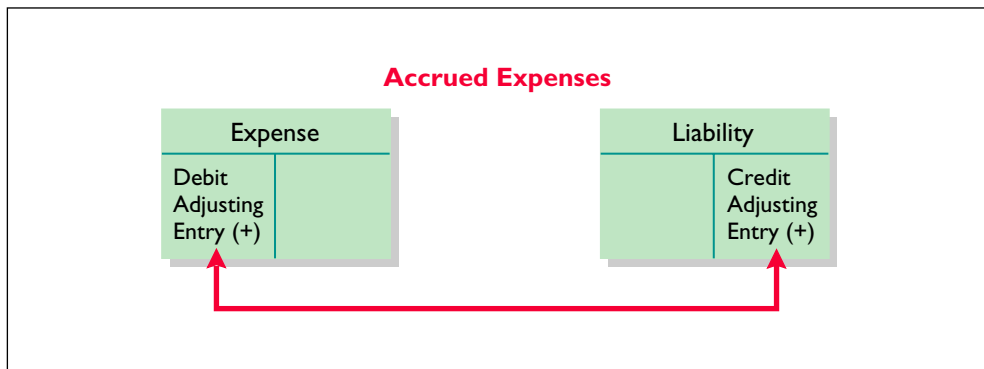 Accrued Expenses
Expense
Debit
Adjusting
Entry (+)
Liability
Credit
Adjusting
Entry (+)